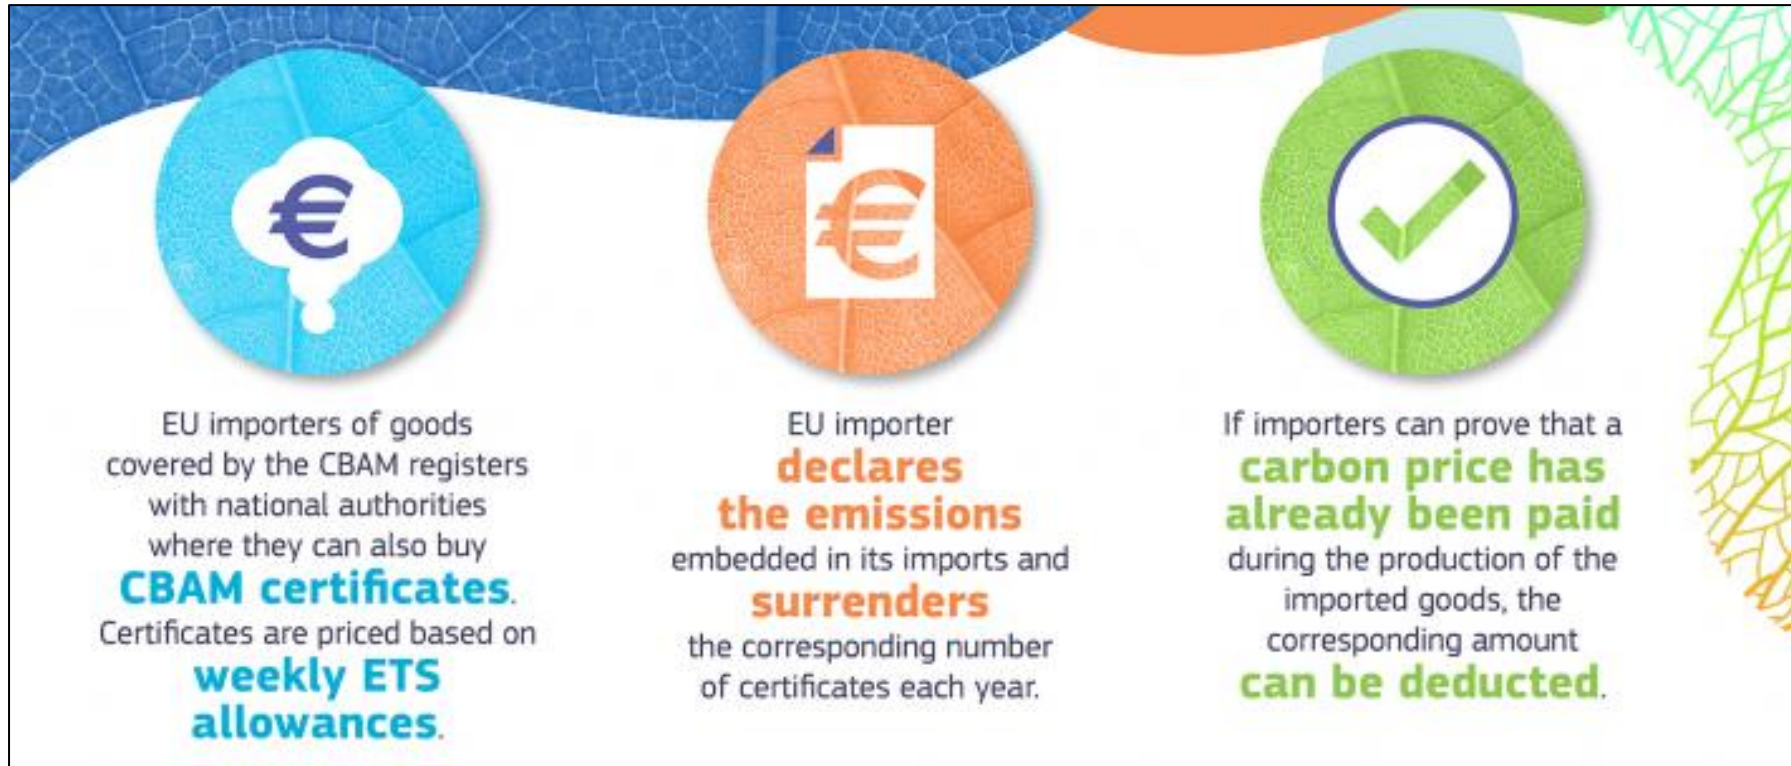 EU importers of goods
covered by the CBAM registers
with national authorities
where they can also buy
CBAM certificates.
Certificates are priced based on
weekly ETS
allowances.
EU importer
declares
the emissions
embedded in its imports and
surrenders
the corresponding number
of certificates each year.
If importers can prove that a
carbon price has
already been paid
during the production of the
imported goods, the
corresponding amount
can be deducted.